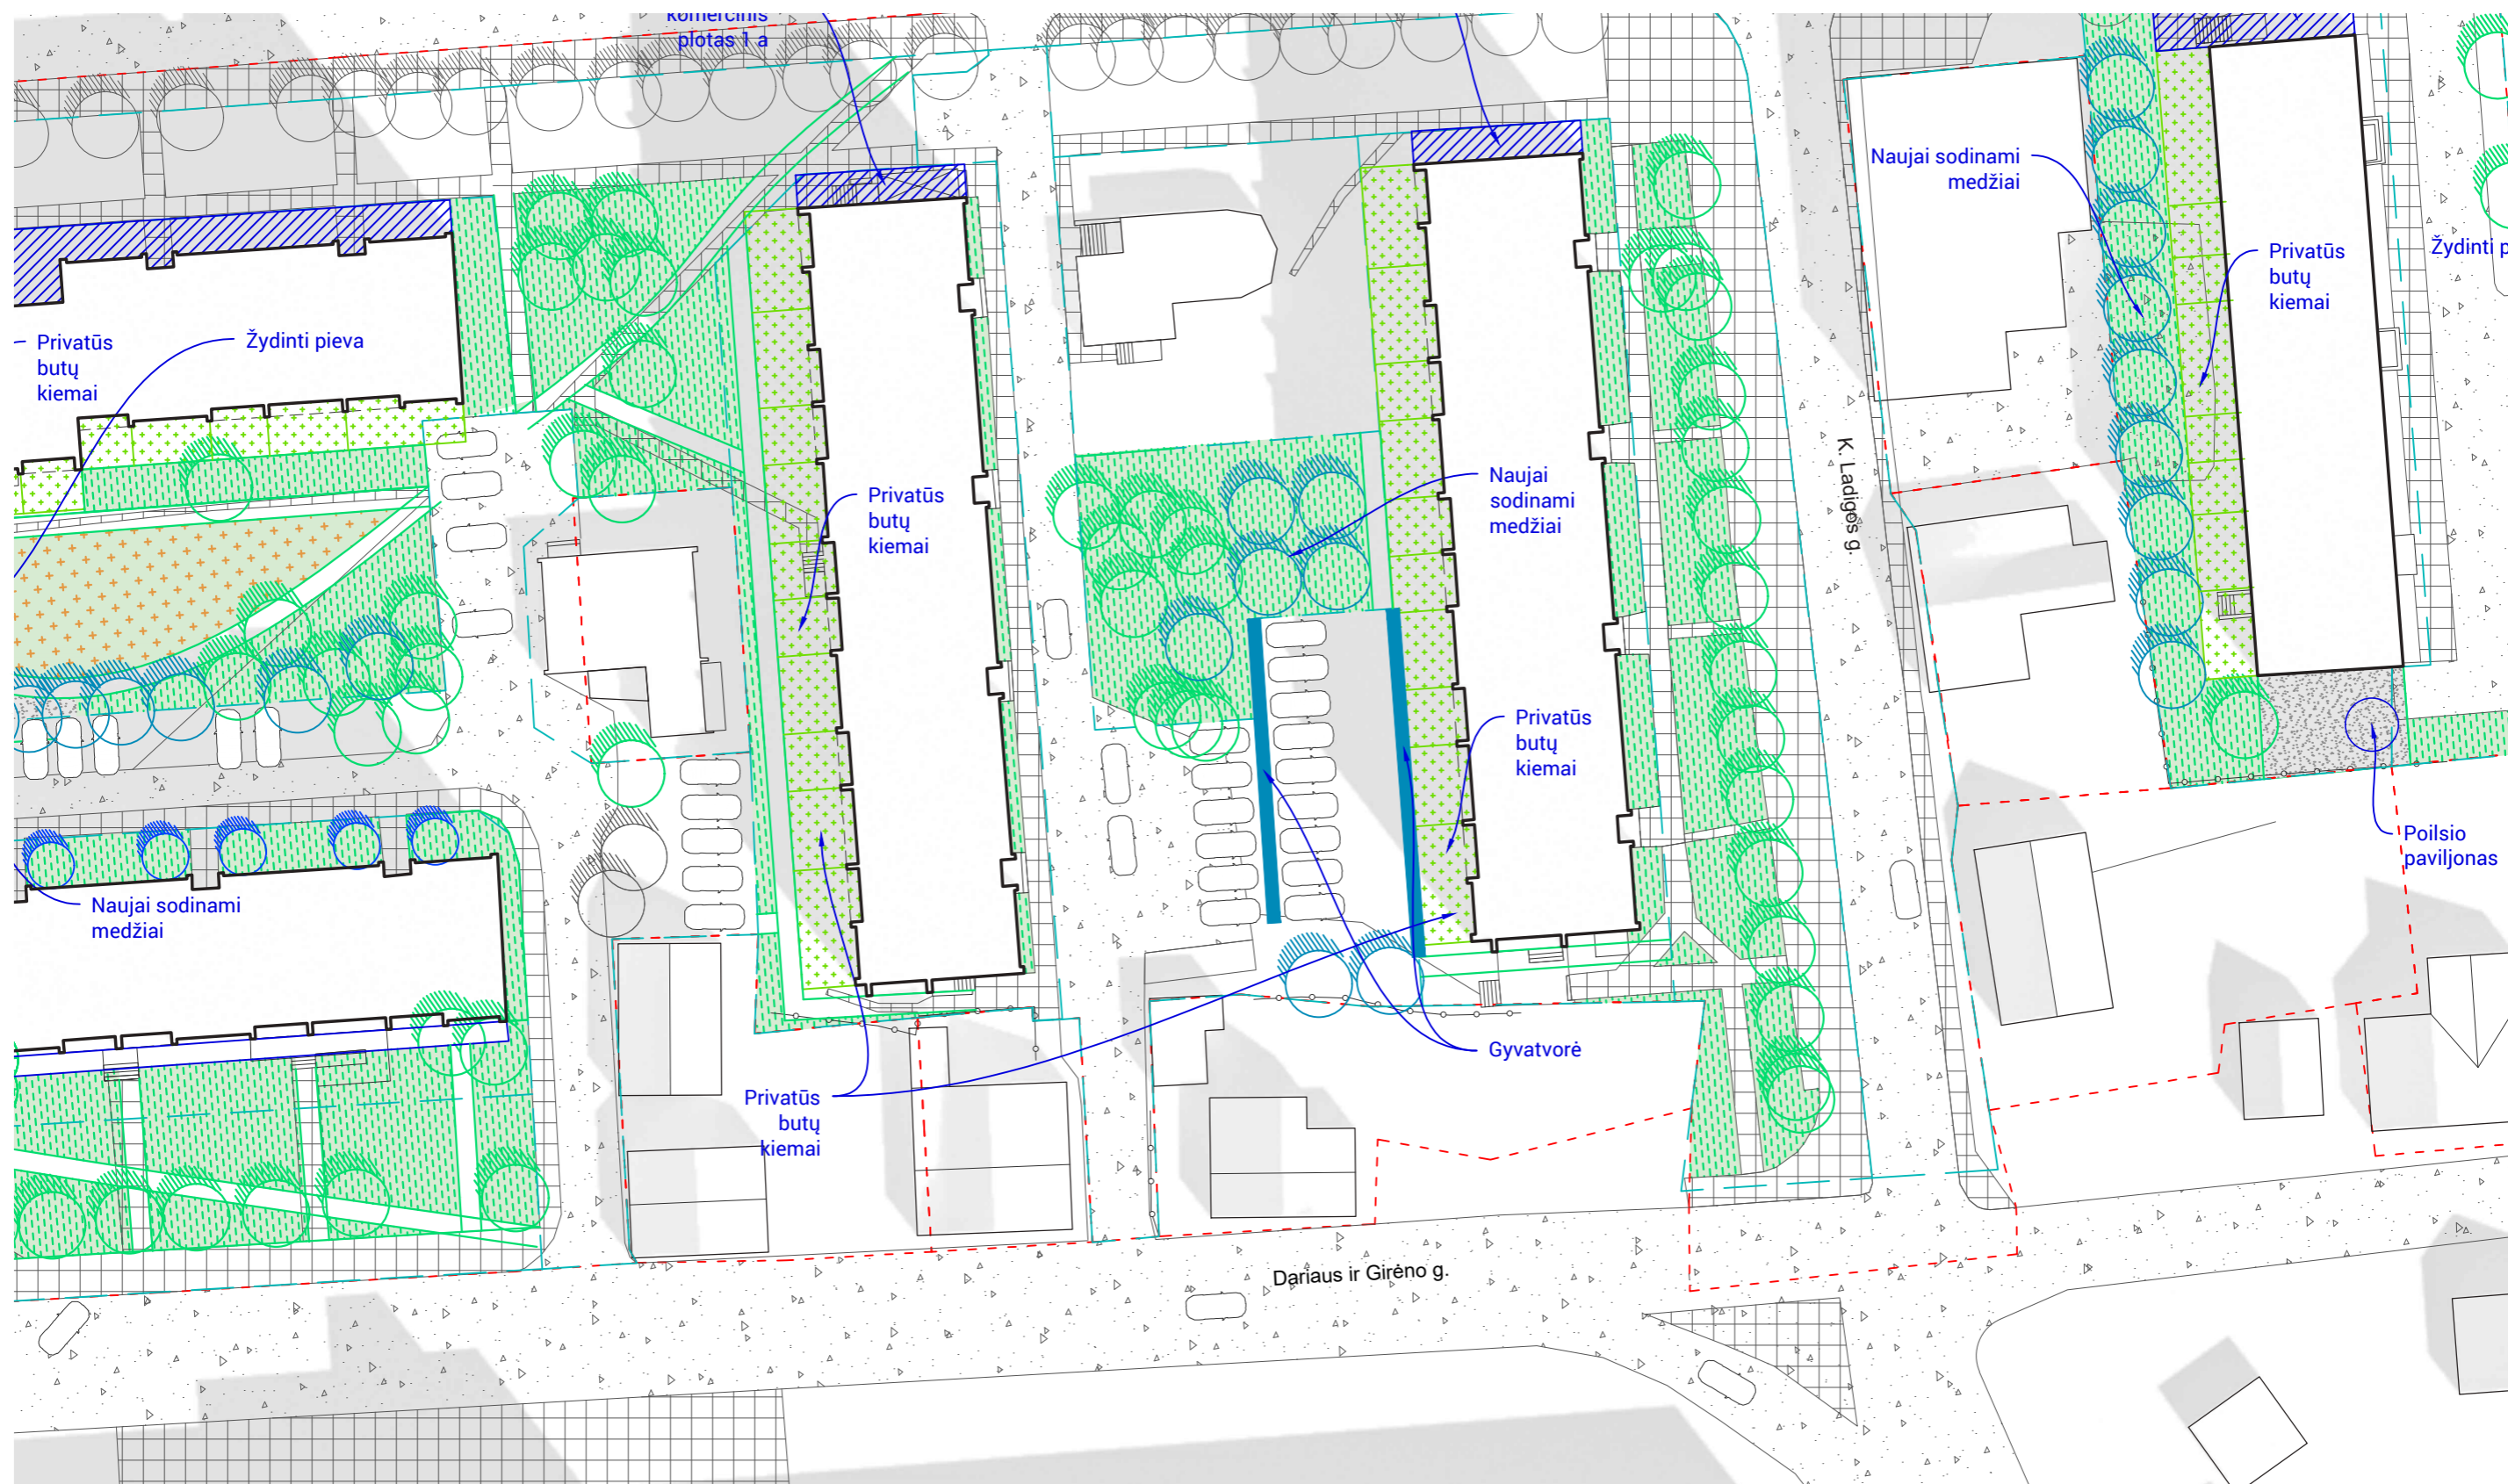 komercinis
plotas 1 a
Naujai sodinami
medžiai
Privatūs
butų
kiemai
Žydinti p
Privatūs
butų
kiemai
Žydinti pieva
K. Ladigos g.
Privatūs
butų
kiemai
Naujai
sodinami
medžiai
Privatūs
butų
kiemai
Poilsio
paviljonas
Naujai sodinami
medžiai
Gyvatvorė
Privatūs
butų
kiemai
Dariaus ir Girėno g.